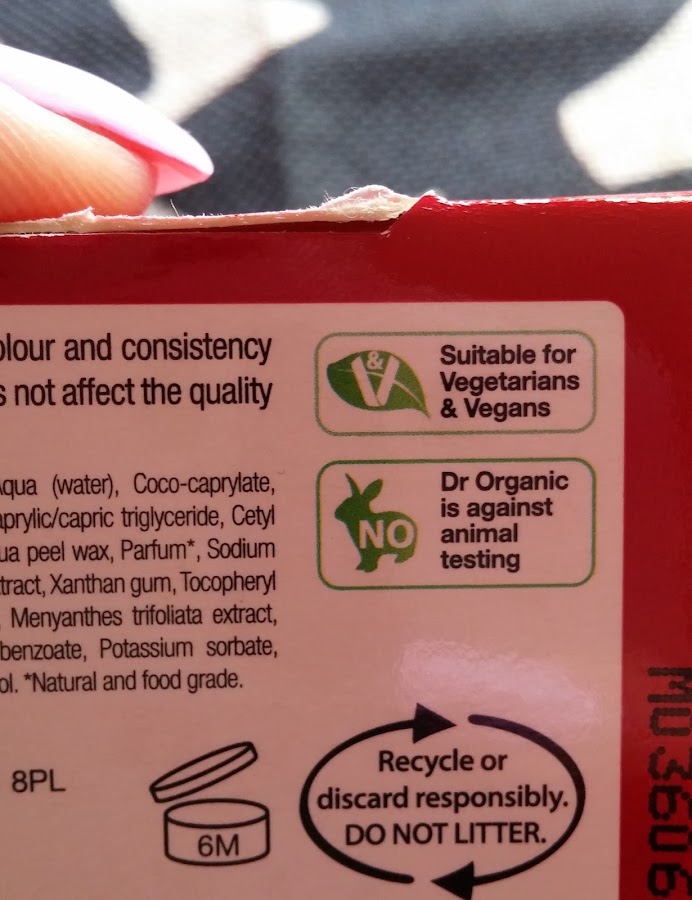 olour and consistency
s not affect the quality
V&V
Suitable for
Vegetarians
& Vegans
NO
Dr Organic
is against
animal
testing
Aqua (water), Coco-caprylate,
aprylic/capric triglyceride, Cetyl
ua peel wax, Parfum*, Sodium
tract, Xanthan gum, Tocopheryl
, Menyanthes trifoliata extract,
benzoate, Potassium sorbate,
ol. *Natural and food grade.
8PL
6M
Recycle or
discard responsibly.
DO NOT LITTER.
MU3606